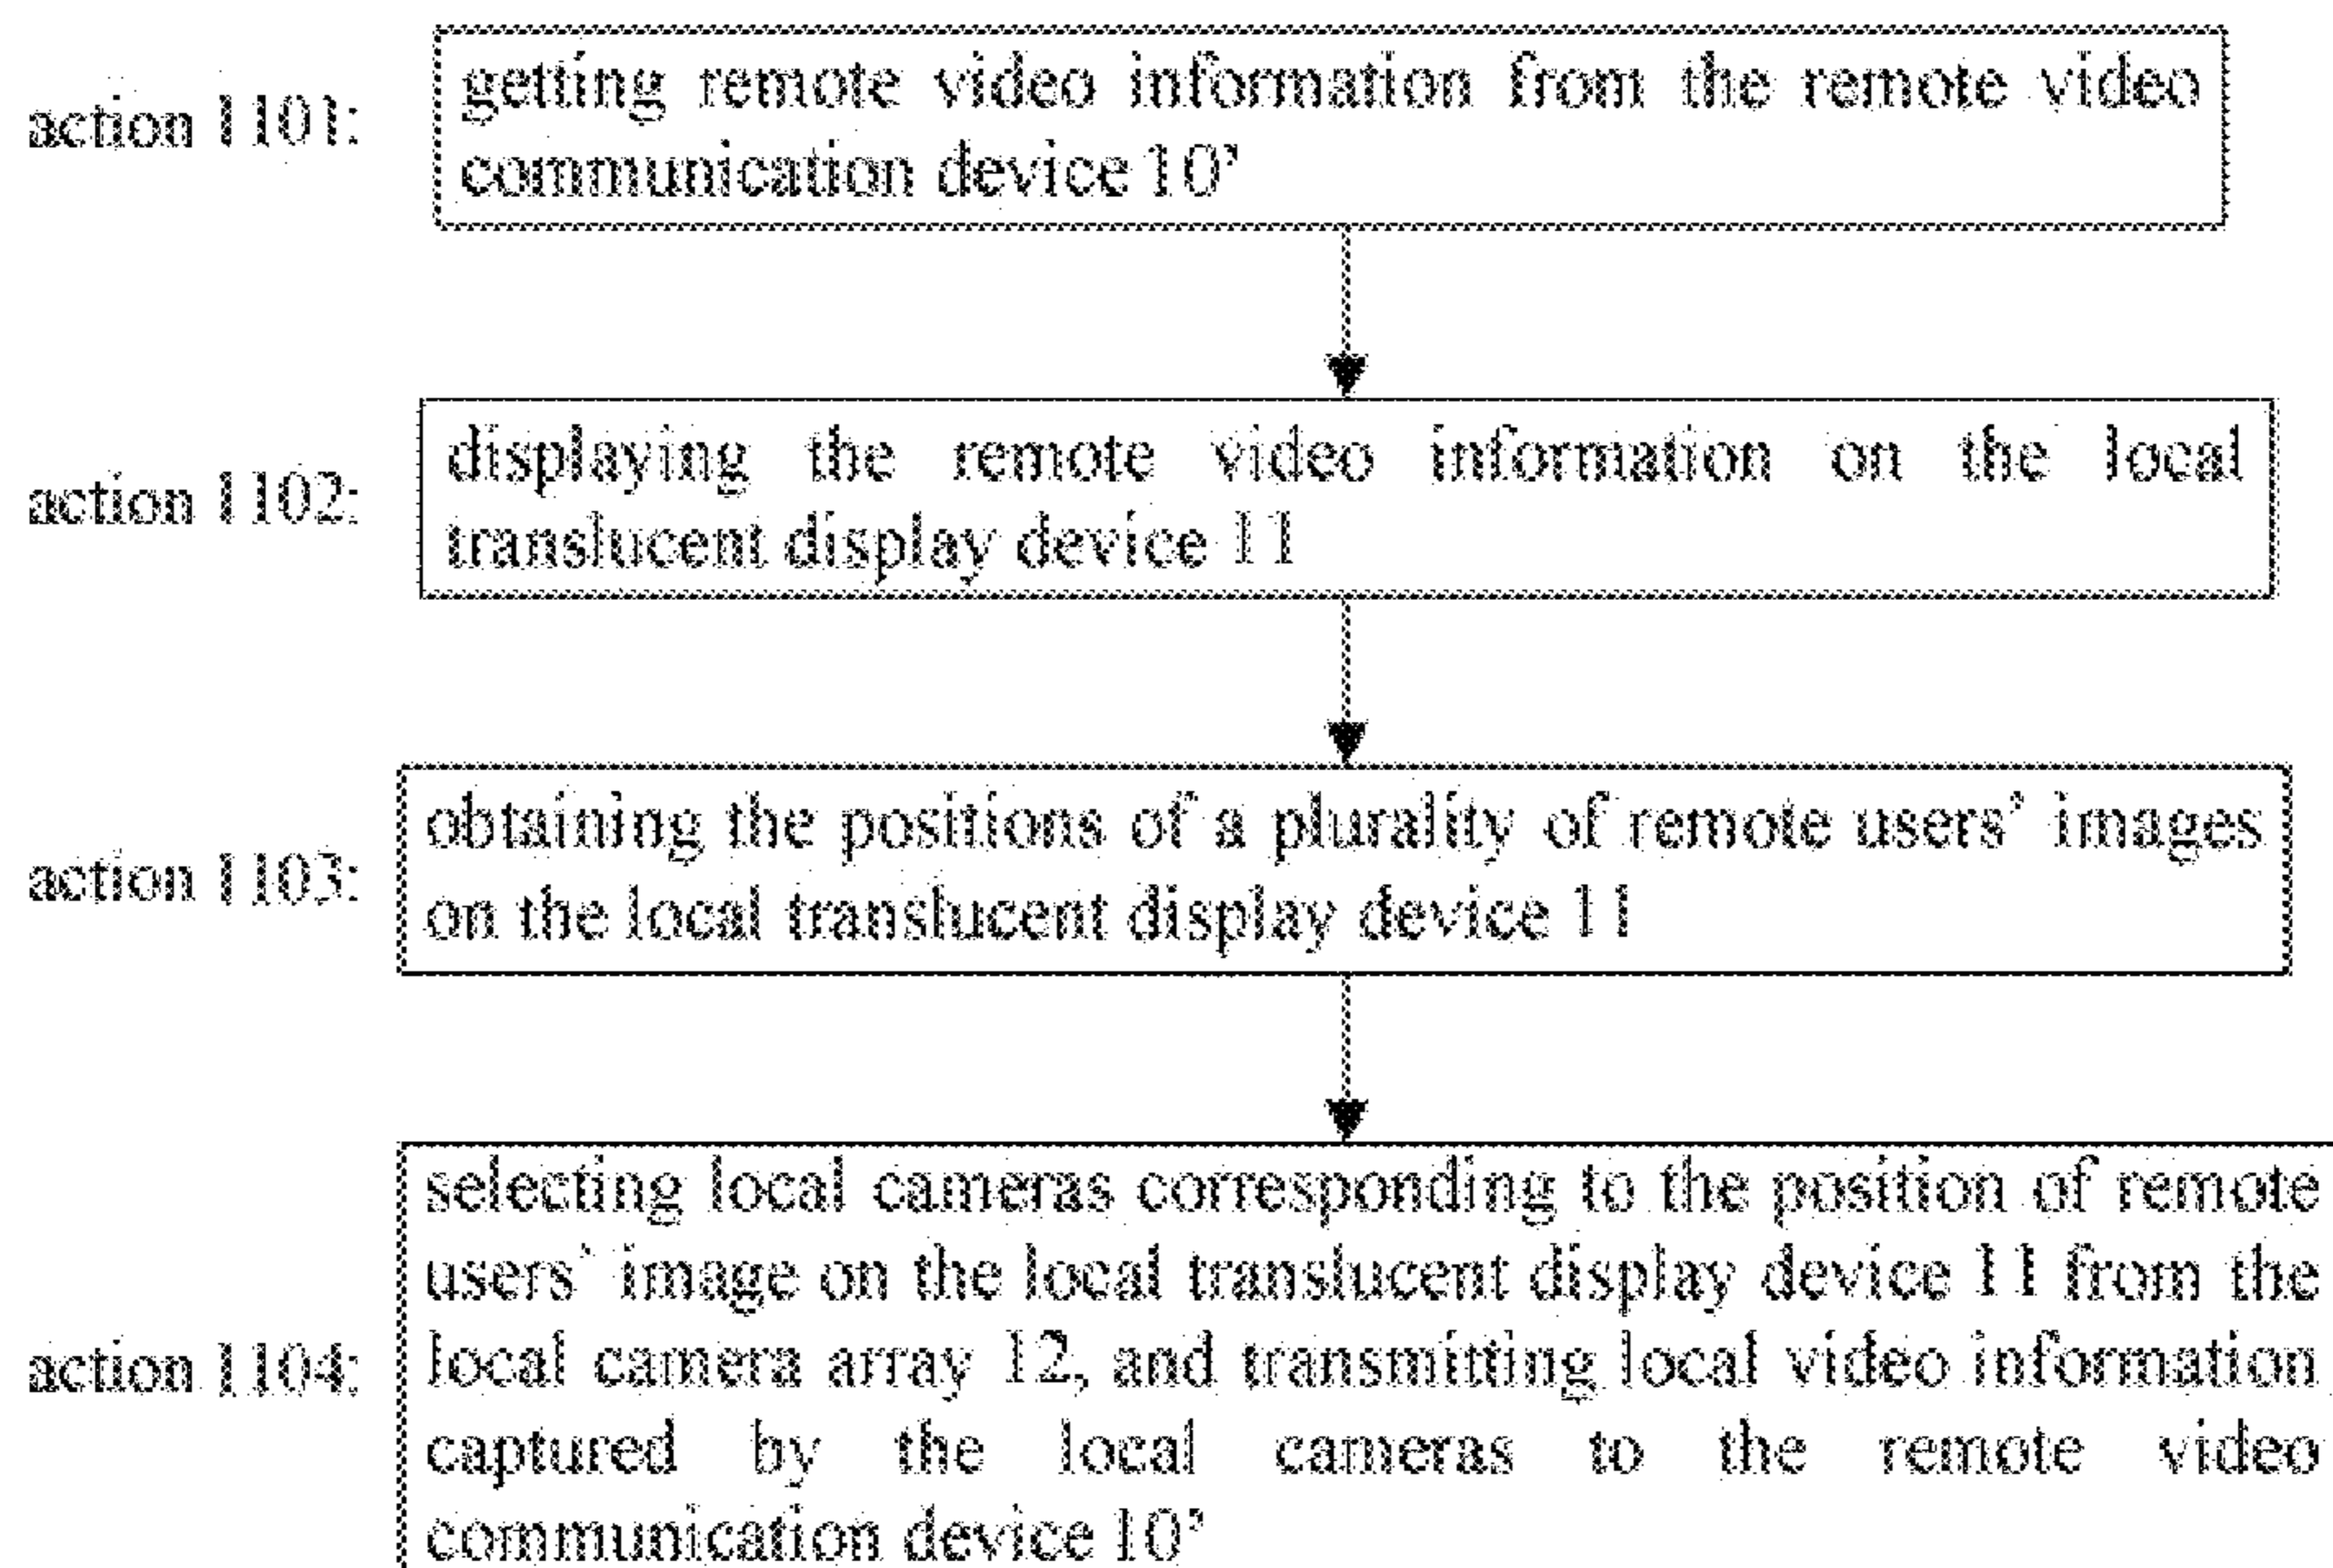 action 1101:
getting remote video information from the remote video
communication device 10’
action 1102:
displaying the remote video information on the local
translucent display device 11
action 1103:
obtaining the positions of a plurality of remote users’ images
on the local translucent display device 11
action 1104:
selecting local cameras corresponding to the position of remote
users’ image on the local translucent display device 11 from the
local camera array 12, and transmitting local video information
captured by the local cameras to the remote video
communication device 10’